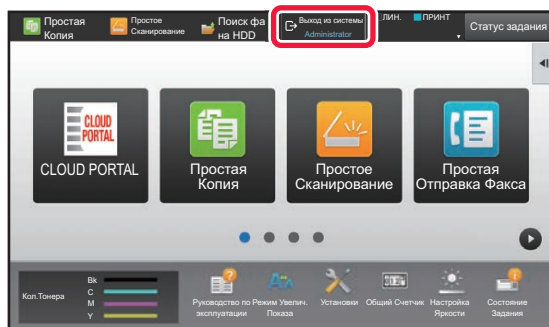 Простая
Копия
Простое
Сканирование
Поиск фа
на HDD
Выход из системы
Administrator
ЛИН.
ПРИНТ
Статус задания
CLOUD
PORTAL
CLOUD PORTAL
Простая
Копия
Простое
Сканирование
Простая
Отправка Факса
Кол.Тонера
Bk
C
M
Y
Руководство по
эксплуатации
Режим Увелич.
Показа
Установки
Общий Счетчик
Настройка
Яркости
Состояние
Задания